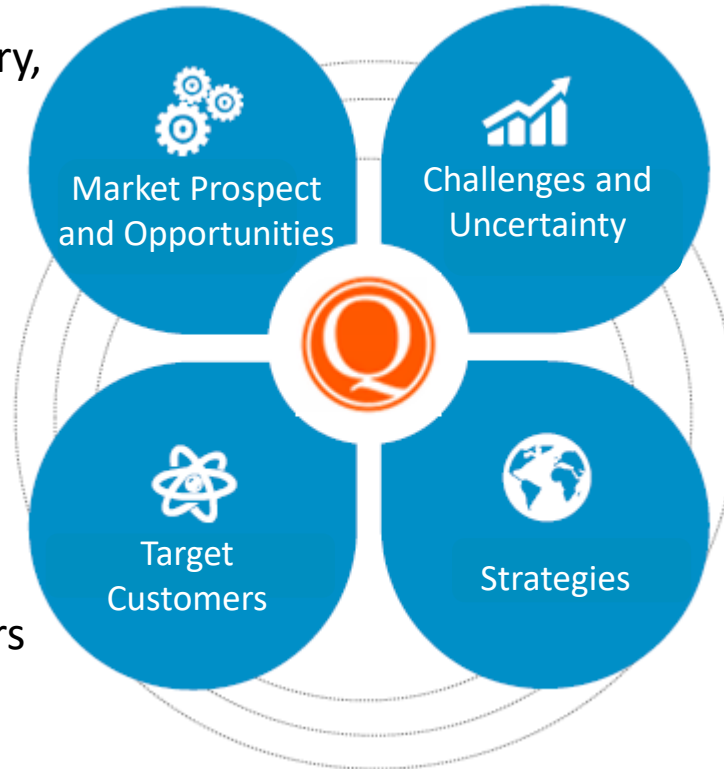 ry,
Market Prospect
and Opportunities
Challenges and
Uncertainty
Q
Target
Customers
Strategies
rs